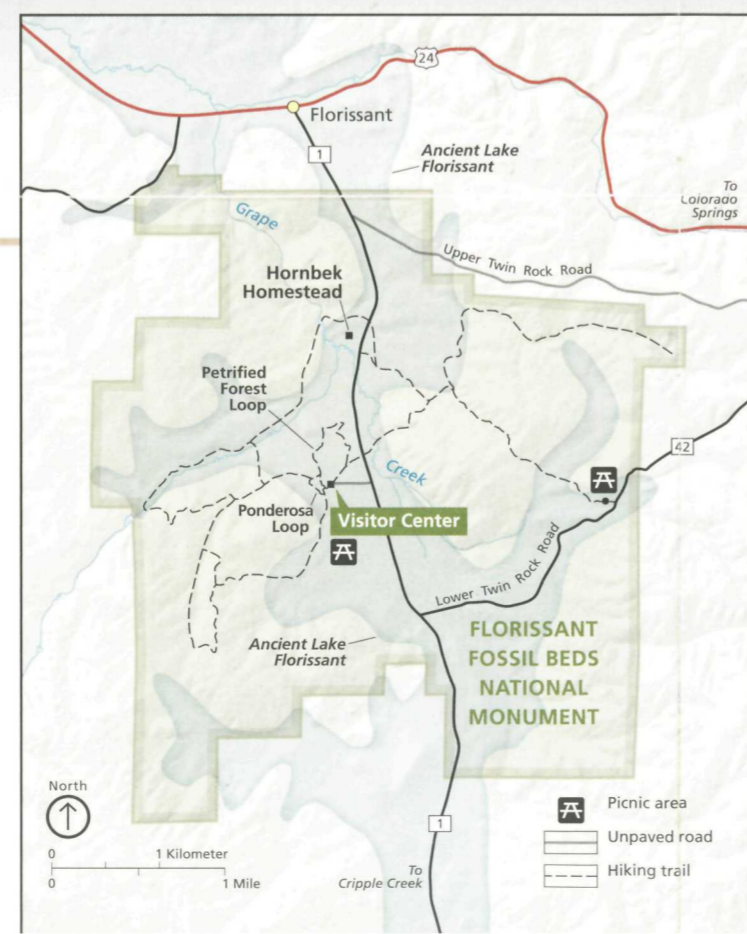 24
Florissant
1
Ancient Lake
Florissant
To
Colorado
Springs
Grape
Upper Twin Rock Road
Hornbek
Homestead
Petrified
Forest
Loop
42
Creek
Ponderosa
Loop
Visitor Center
Lower Twin Rock Road
FLORISSANT
FOSSIL BEDS
NATIONAL
MONUMENT
Ancient Lake
Florissant
North
0 1 Kilometer
0 1 Mile
1
To
Cripple Creek
Picnic area
Unpaved road
Hiking trail